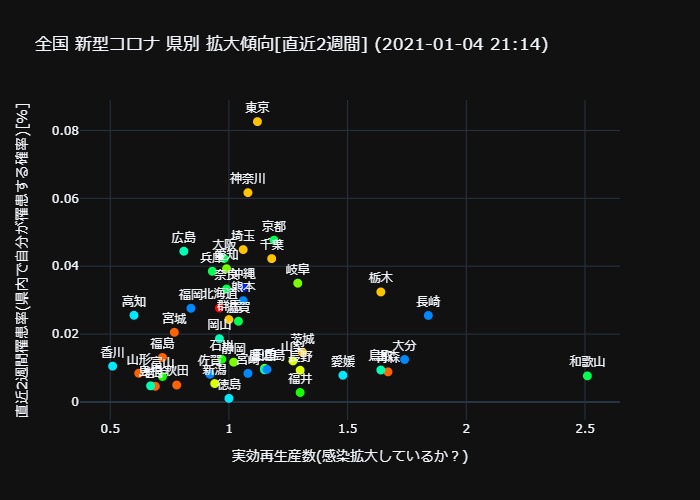 全国 新型コロナ 県別 拡大傾向[直近2週間] (2021-01-04 21:14)
直近2週間罹患率(県内で自分が罹患する確率)[%]
0.08
0.06
0.04
0.02
0
東京
神奈川
広島
京都
埼玉
大阪
千葉
兵庫
愛知
岐阜
奈良
沖縄
栃木
熊本
福岡
北海道
高知
長崎
群馬
滋賀
宮城
岡山
福島
石川
静岡
茨城
山梨
大分
香川
山形
富山
佐賀
宮崎
長野
愛媛
鳥取
青森
和歌山
秋田
新潟
徳島
福井
0.5
1
1.5
2
2.5
実効再生産数(感染拡大しているか？)